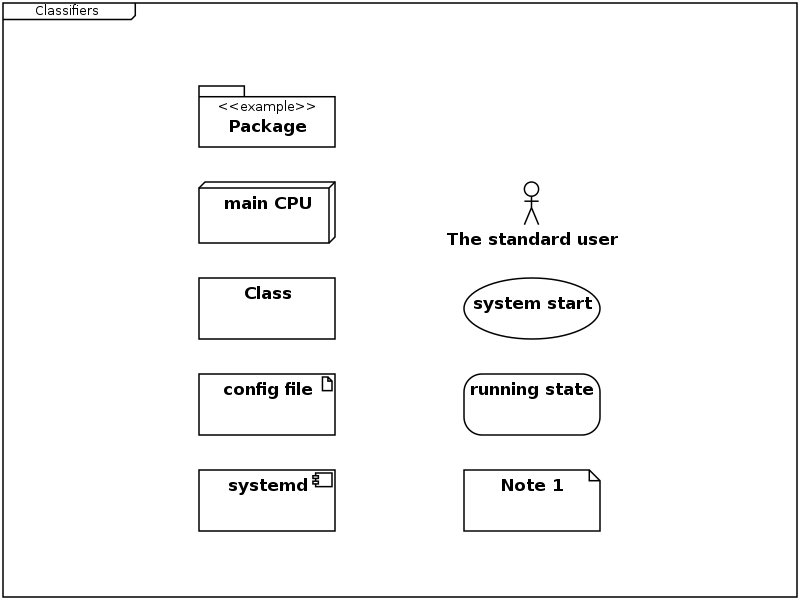 Classifiers
<<example>>
Package
main CPU
The standard user
Class
system start
config file
running state
systemd
Note 1